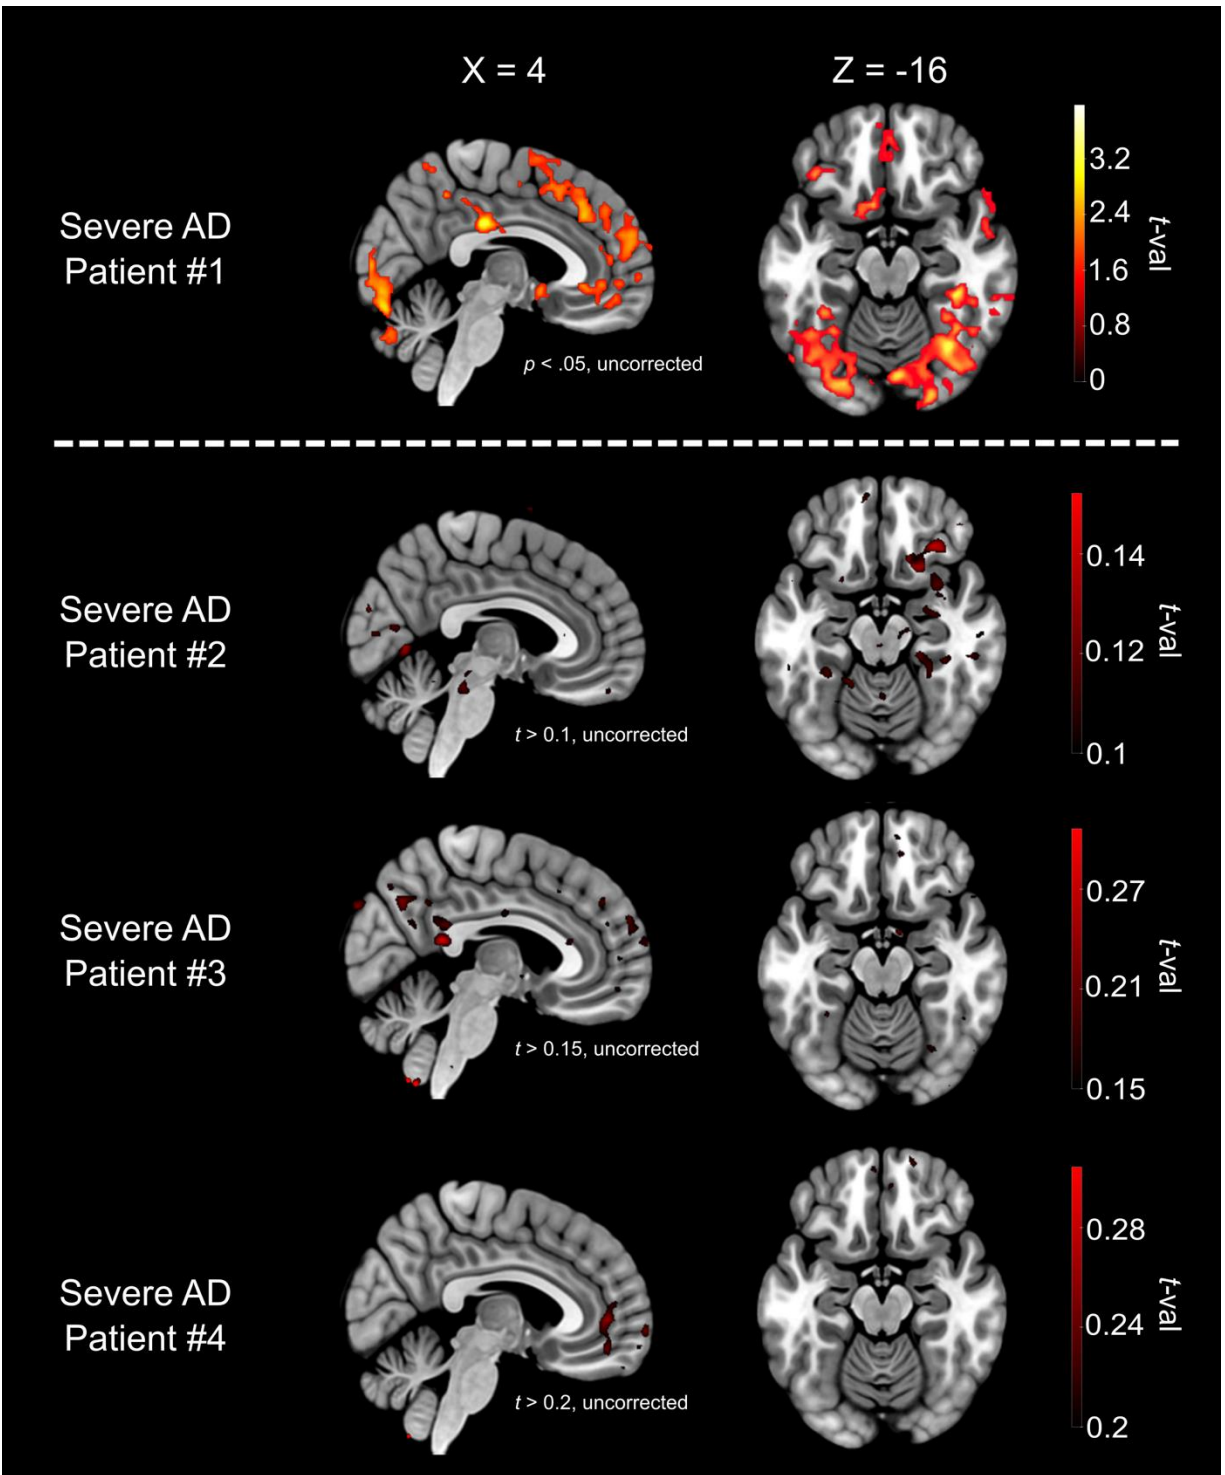 X = 4
Z = -16
Severe AD
Patient #1
p < .05, uncorrected
3.2
2.4
1.6
0.8
0
t-val
Severe AD
Patient #2
t > 0.1, uncorrected
0.14
0.12
0.1
t-val
Severe AD
Patient #3
t > 0.15, uncorrected
0.27
0.21
0.15
t-val
Severe AD
Patient #4
t > 0.2, uncorrected
0.28
0.24
0.2
t-val